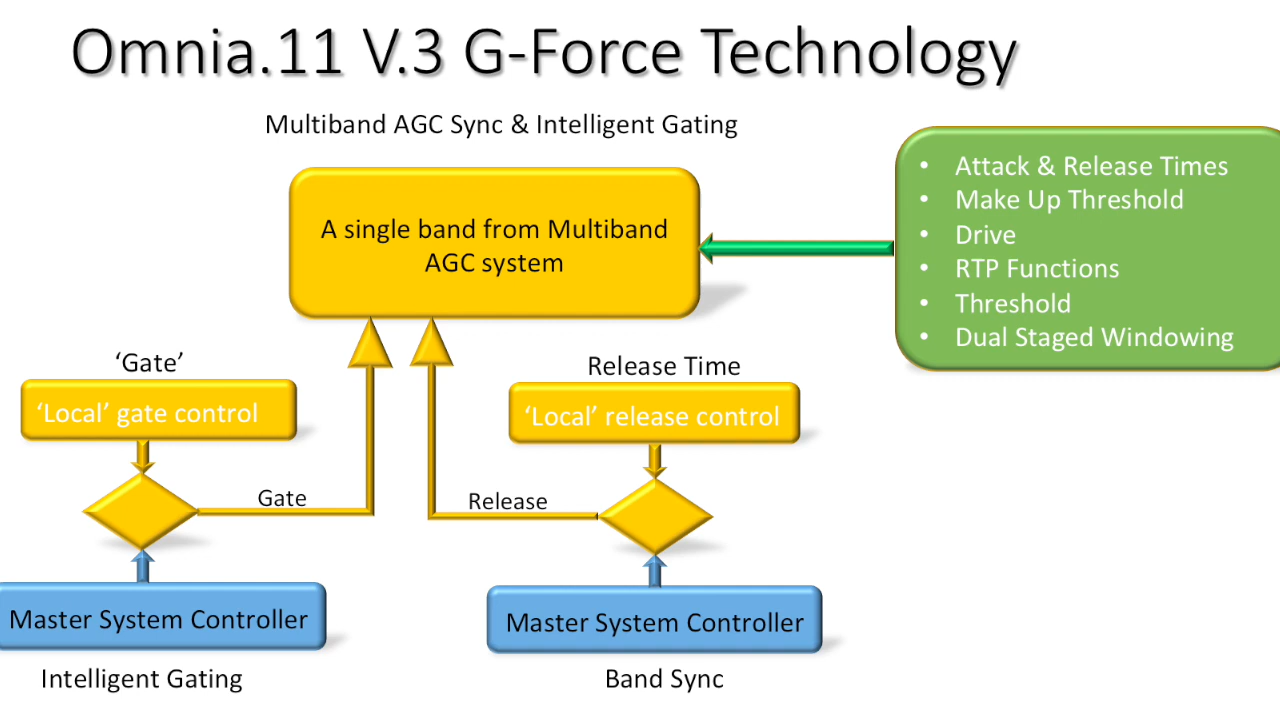 Omnia.11 V.3 G-Force Technology
Multiband AGC Sync & Intelligent Gating
A single band from Multiband
AGC system
• Attack & Release Times
• Make Up Threshold
• Drive
• RTP Functions
• Threshold
• Dual Staged Windowing
‘Gate’
‘Local’ gate control
Release Time
‘Local’ release control
Gate
Release
Master System Controller
Master System Controller
Intelligent Gating
Band Sync